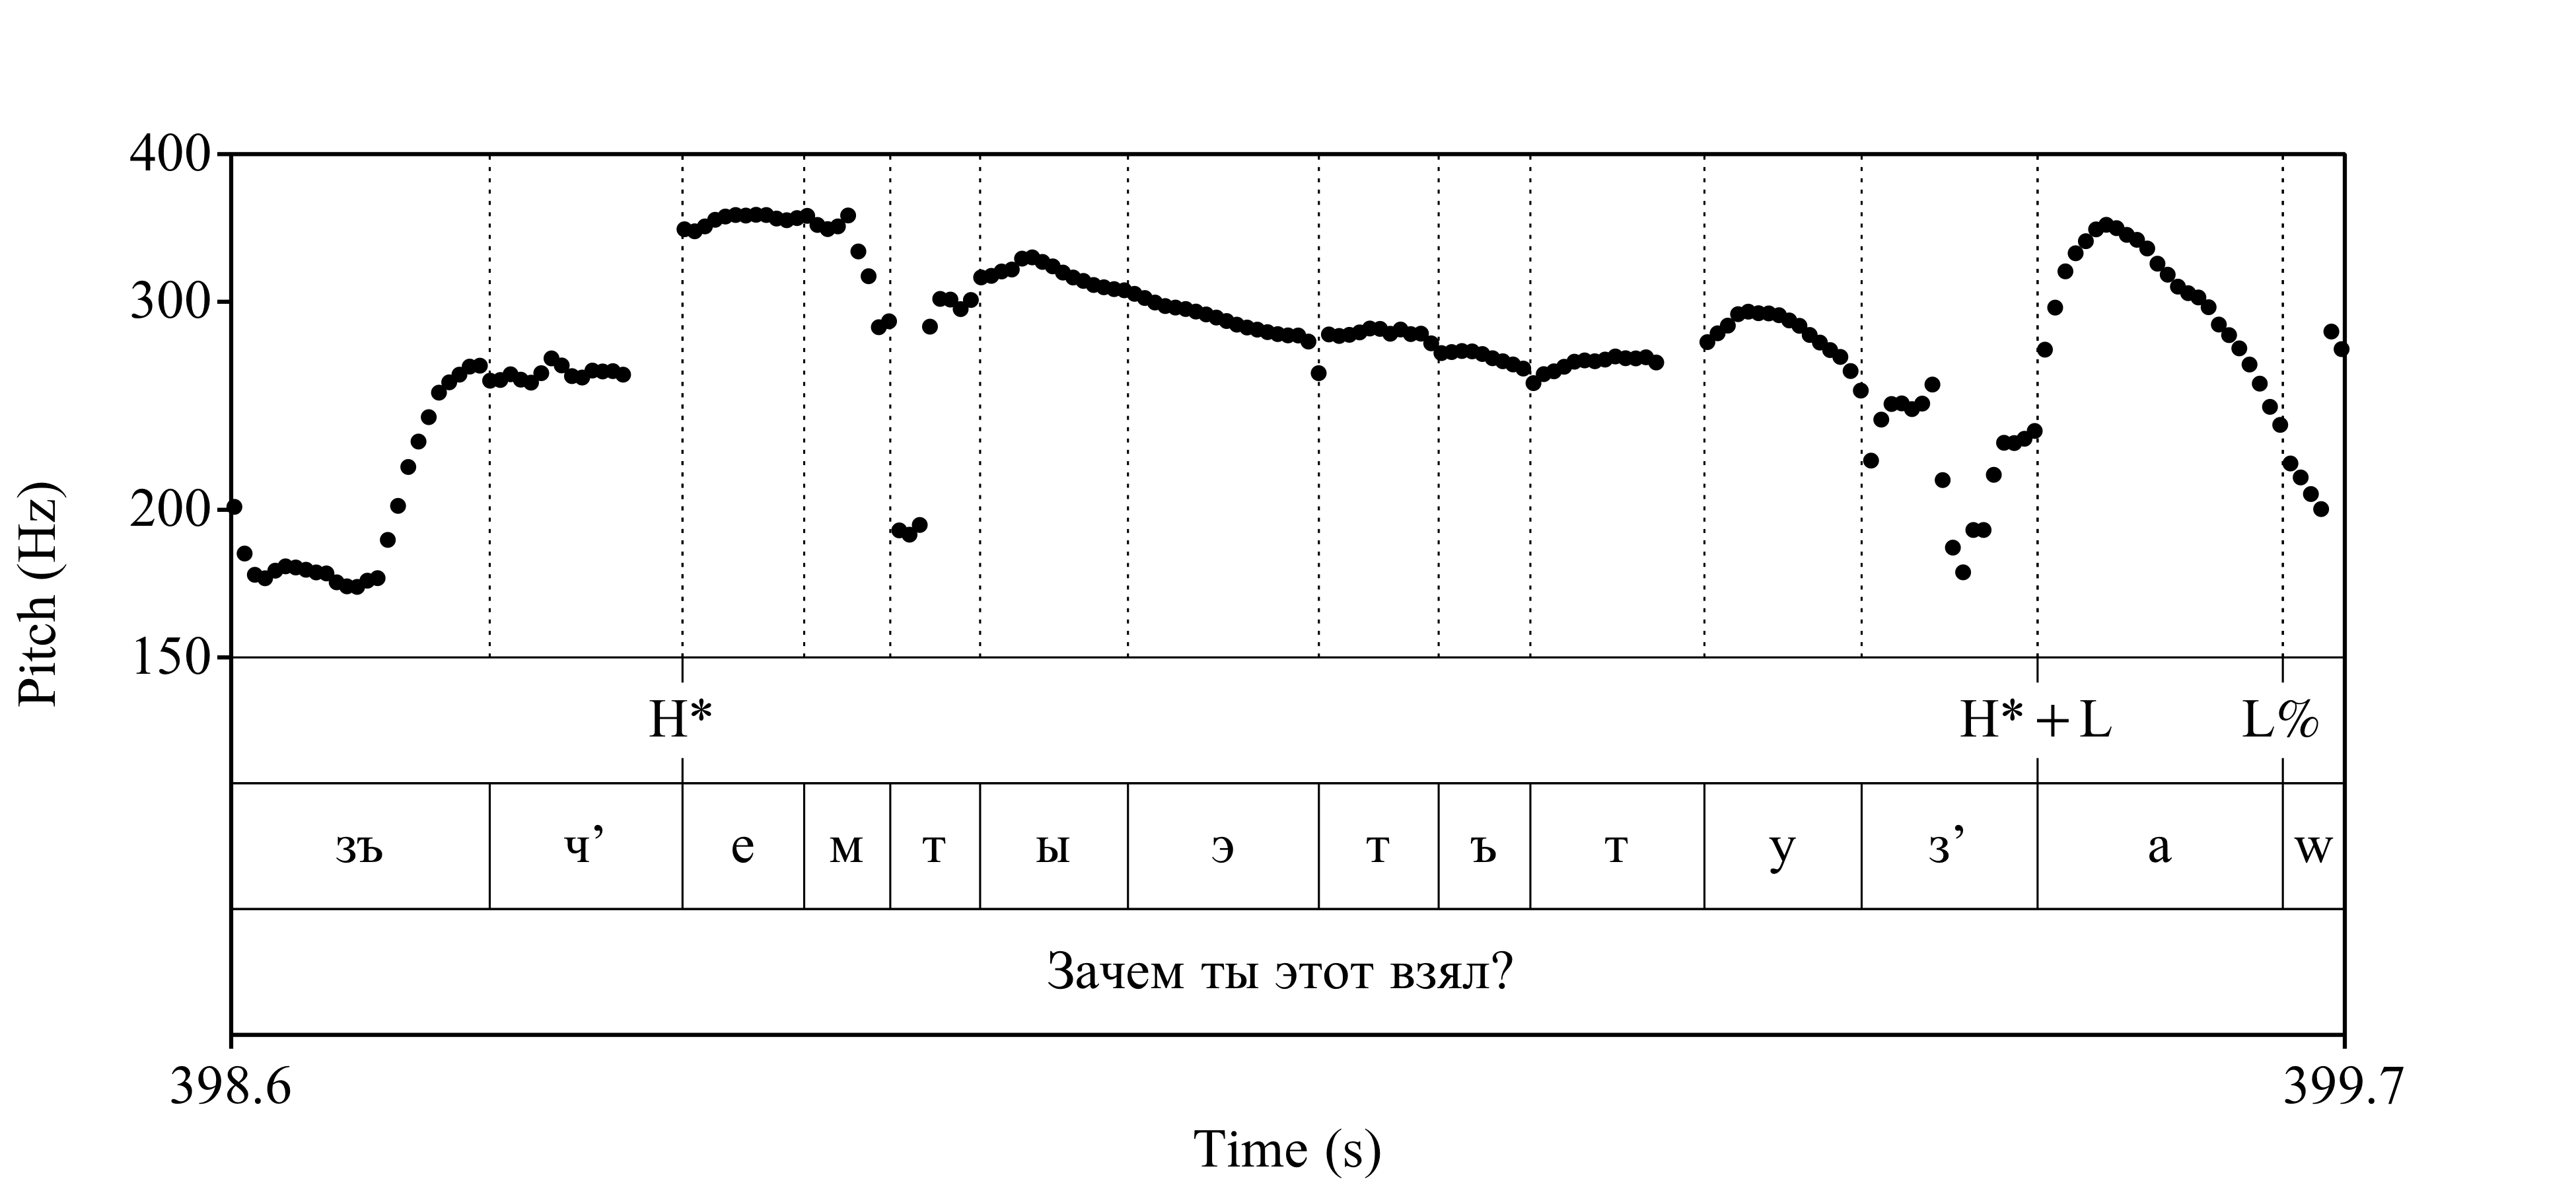 400
300
200
150
Pitch (Hz)
H* H* + L L%
зъ ч’ е м т ы э т ъ т у з’ а w
Зачем ты этот взял?
398.6 399.7
Time (s)